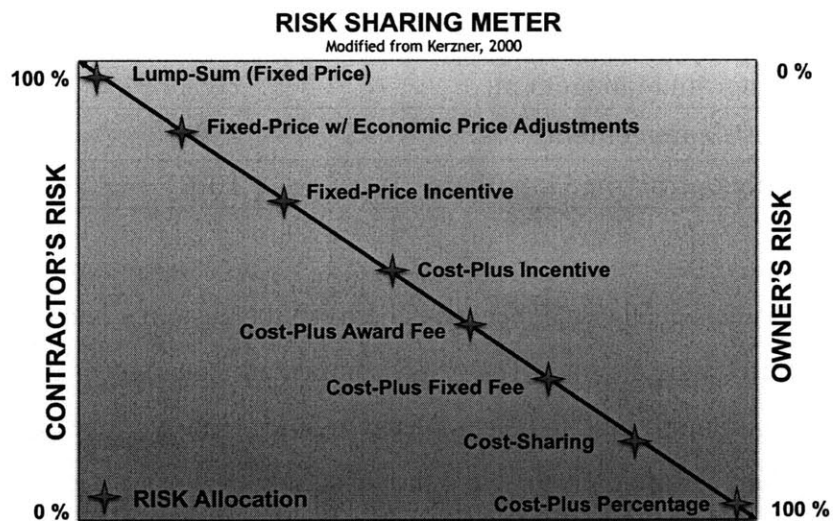 RISK SHARING METER
Modified from Kerzner, 2000
100 %
0 %
Lump-Sum (Fixed Price)
Fixed-Price w/ Economic Price Adjustments
Fixed-Price Incentive
Cost-Plus Incentive
Cost-Plus Award Fee
Cost-Plus Fixed Fee
Cost-Sharing
Cost-Plus Percentage
CONTRACTOR'S RISK
OWNER'S RISK
RISK Allocation
0 %
100 %